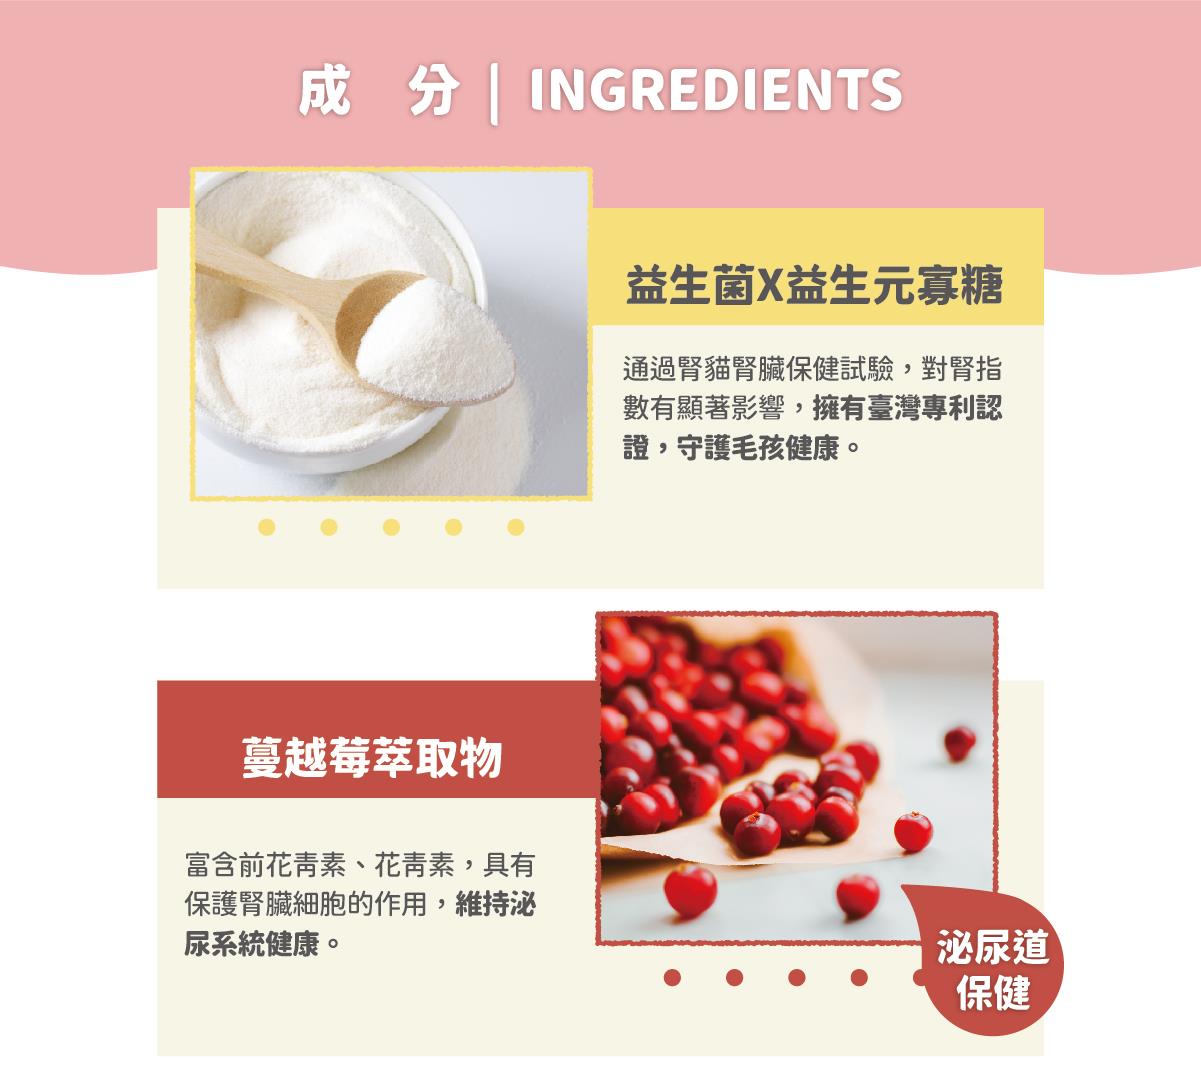 成 分 | INGREDIENTS
益生菌X益生元寡糖
通過腎貓腎臟保健試驗，對腎指
數有顯著影響，擁有臺灣專利認
證，守護毛孩健康。
蔓越莓萃取物
富含前花青素、花青素，具有
保護腎臟細胞的作用，維持泌
尿系統健康。
泌尿道
保健